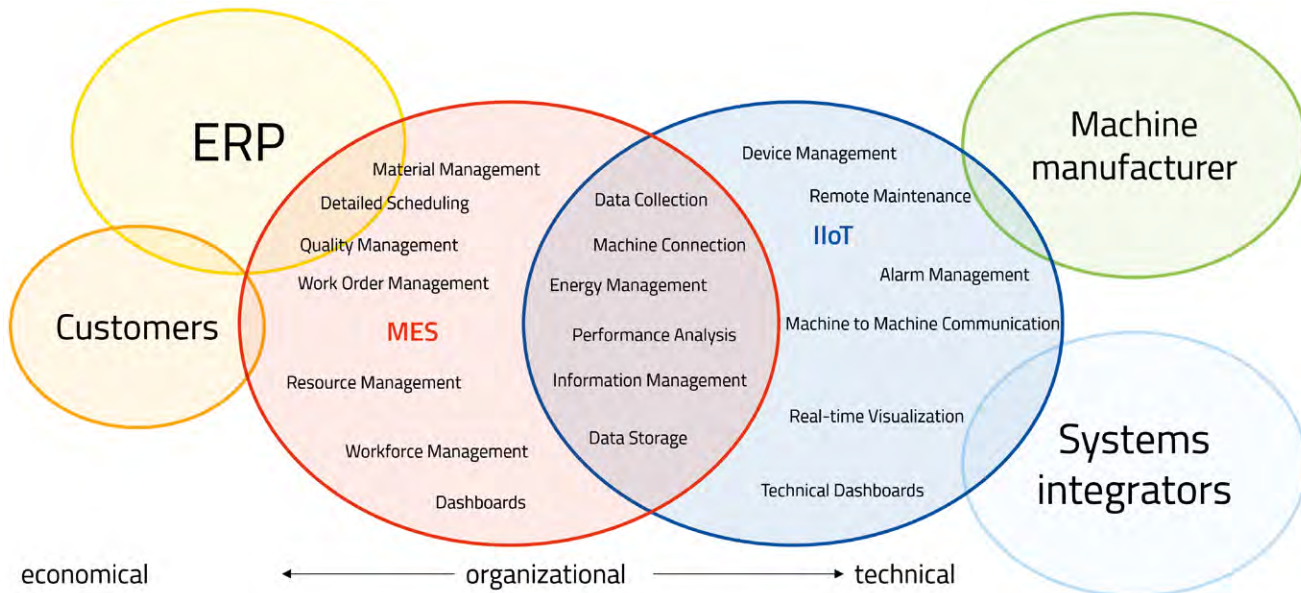 ERP
Customers
Material Management
Detailed Scheduling
Quality Management
Work Order Management
MES
Resource Management
Workforce Management
Dashboards
Data Collection
Machine Connection
Energy Management
Performance Analysis
Information Management
Data Storage
Device Management
Remote Maintenance
IIoT
Alarm Management
Machine to Machine Communication
Real-time Visualization
Technical Dashboards
Machine
manufacturer
Systems
integrators
economical
organizational
technical